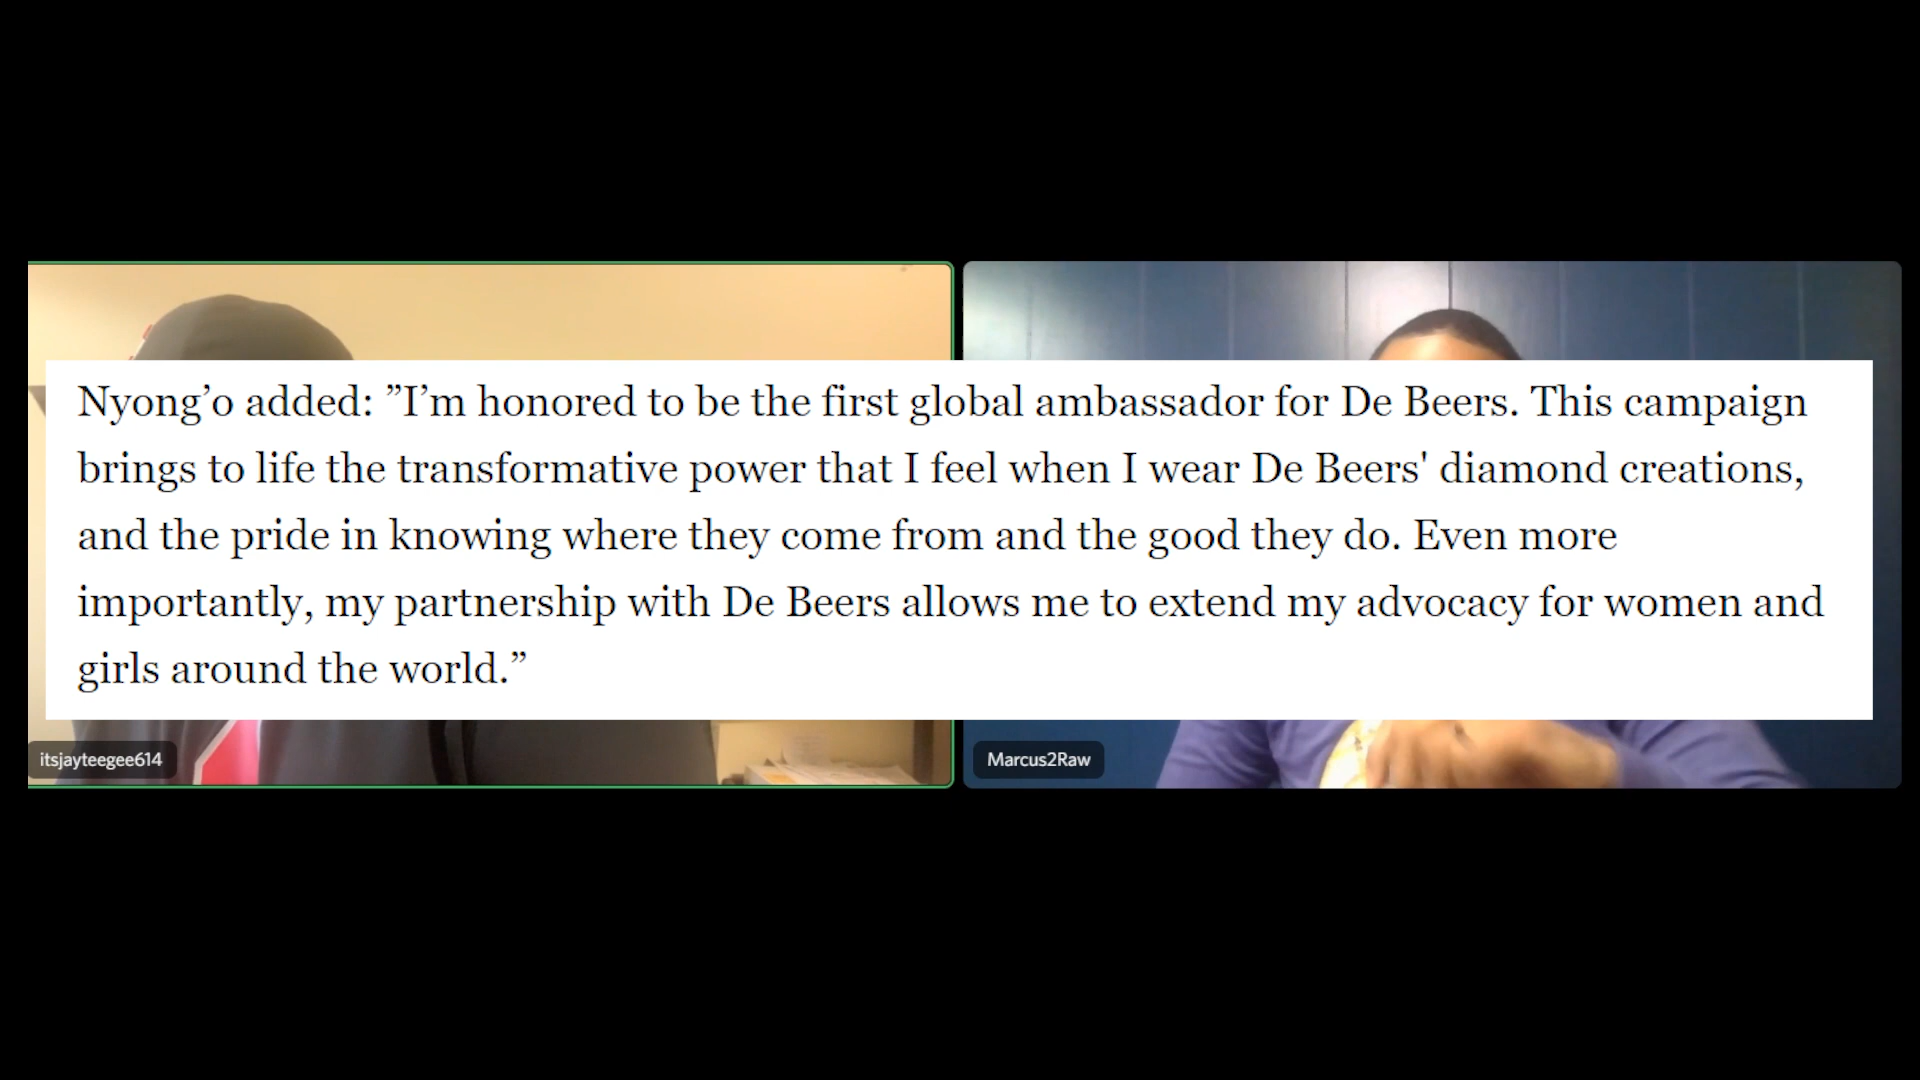 Nyong’o added: ”I’m honored to be the first global ambassador for De Beers. This campaign
brings to life the transformative power that I feel when I wear De Beers' diamond creations,
and the pride in knowing where they come from and the good they do. Even more
importantly, my partnership with De Beers allows me to extend my advocacy for women and
girls around the world.”
itsjayteegee614
Marcus2Raw